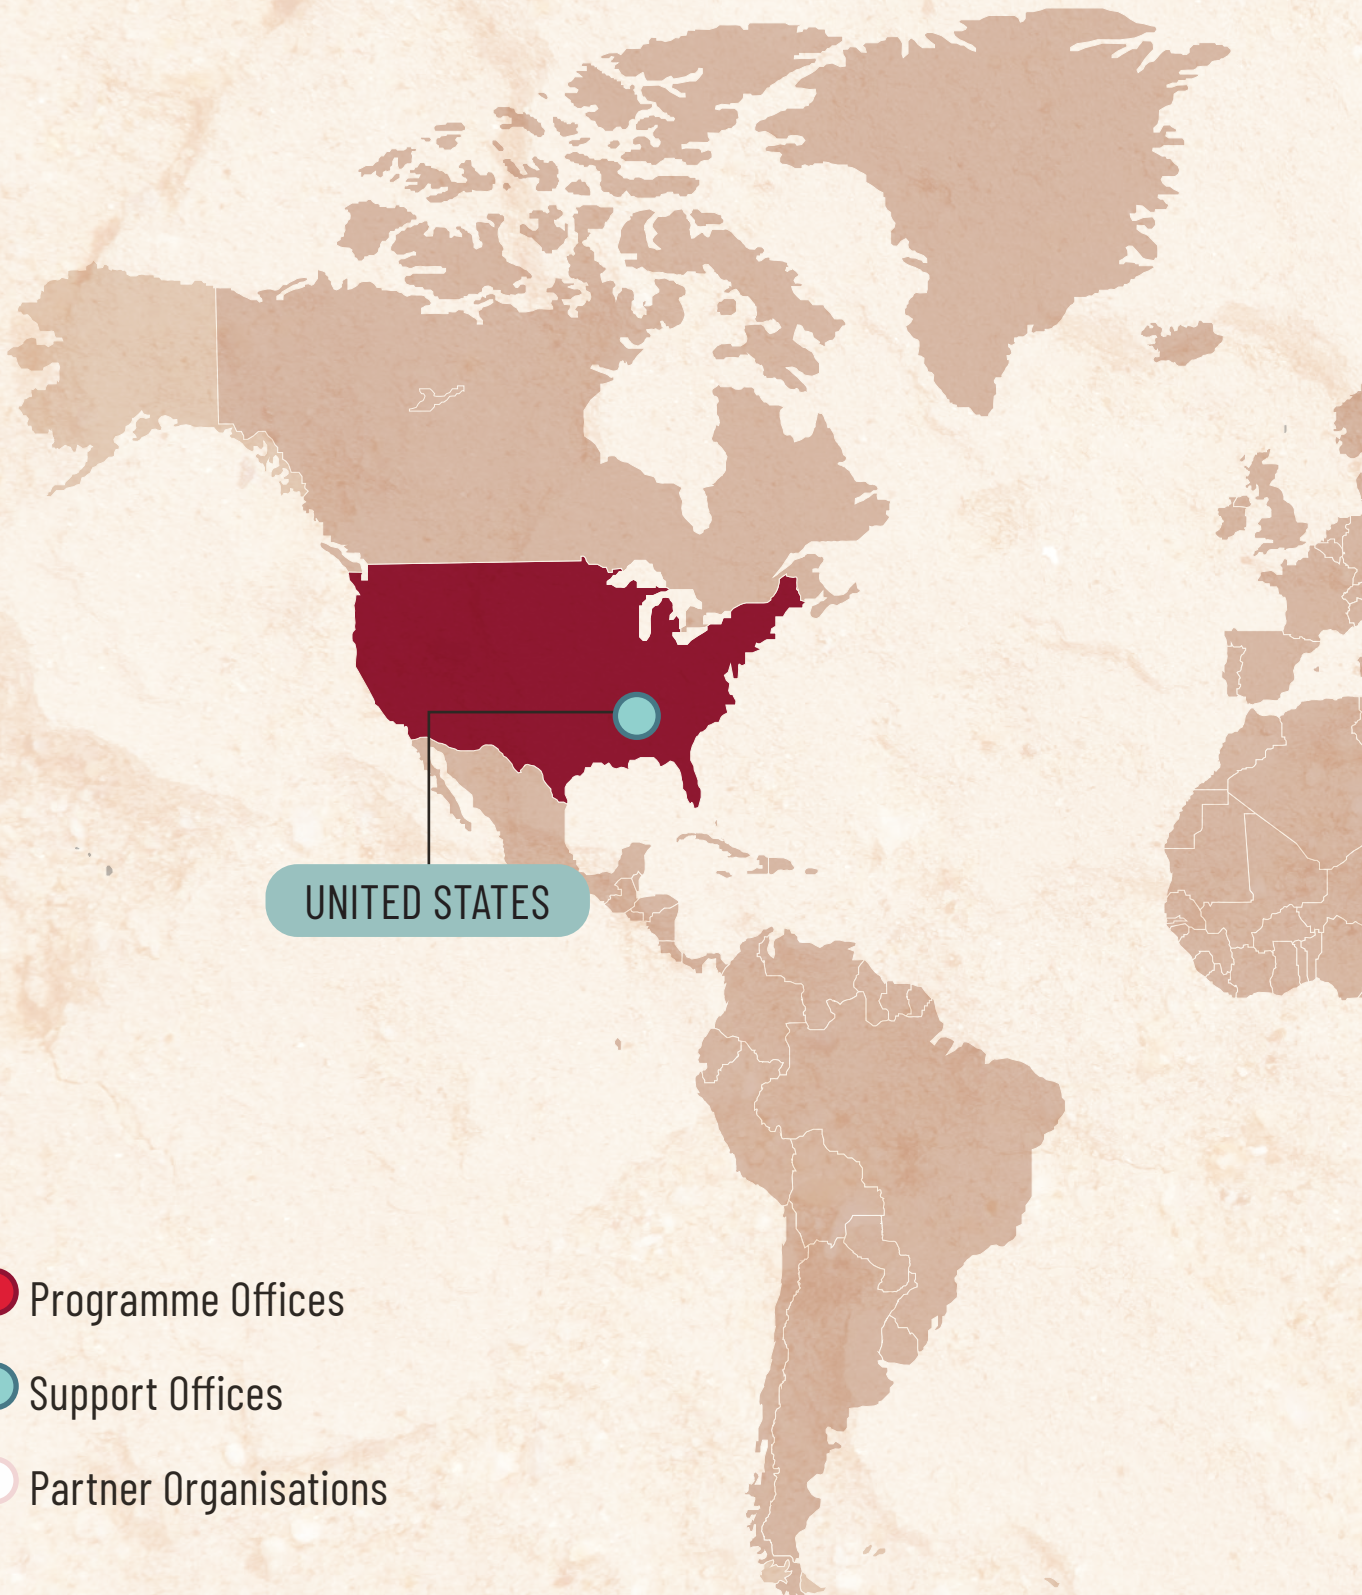 UNITED STATES
Programme Offices
Support Offices
Partner Organisations